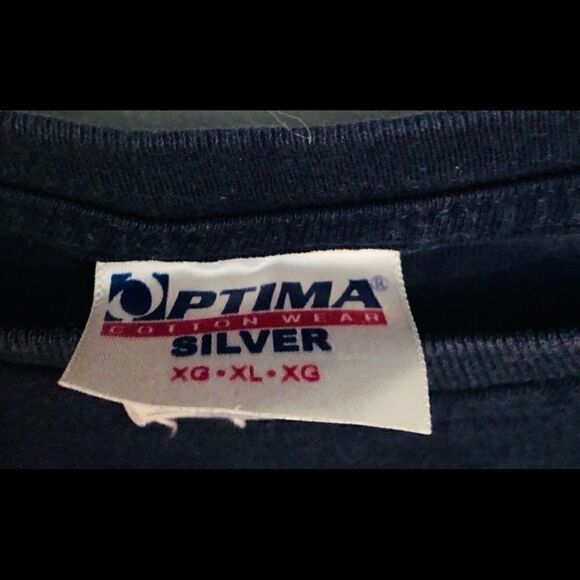 OPTIMA®
COTTON WEAR
SILVER
XG • XL • XG